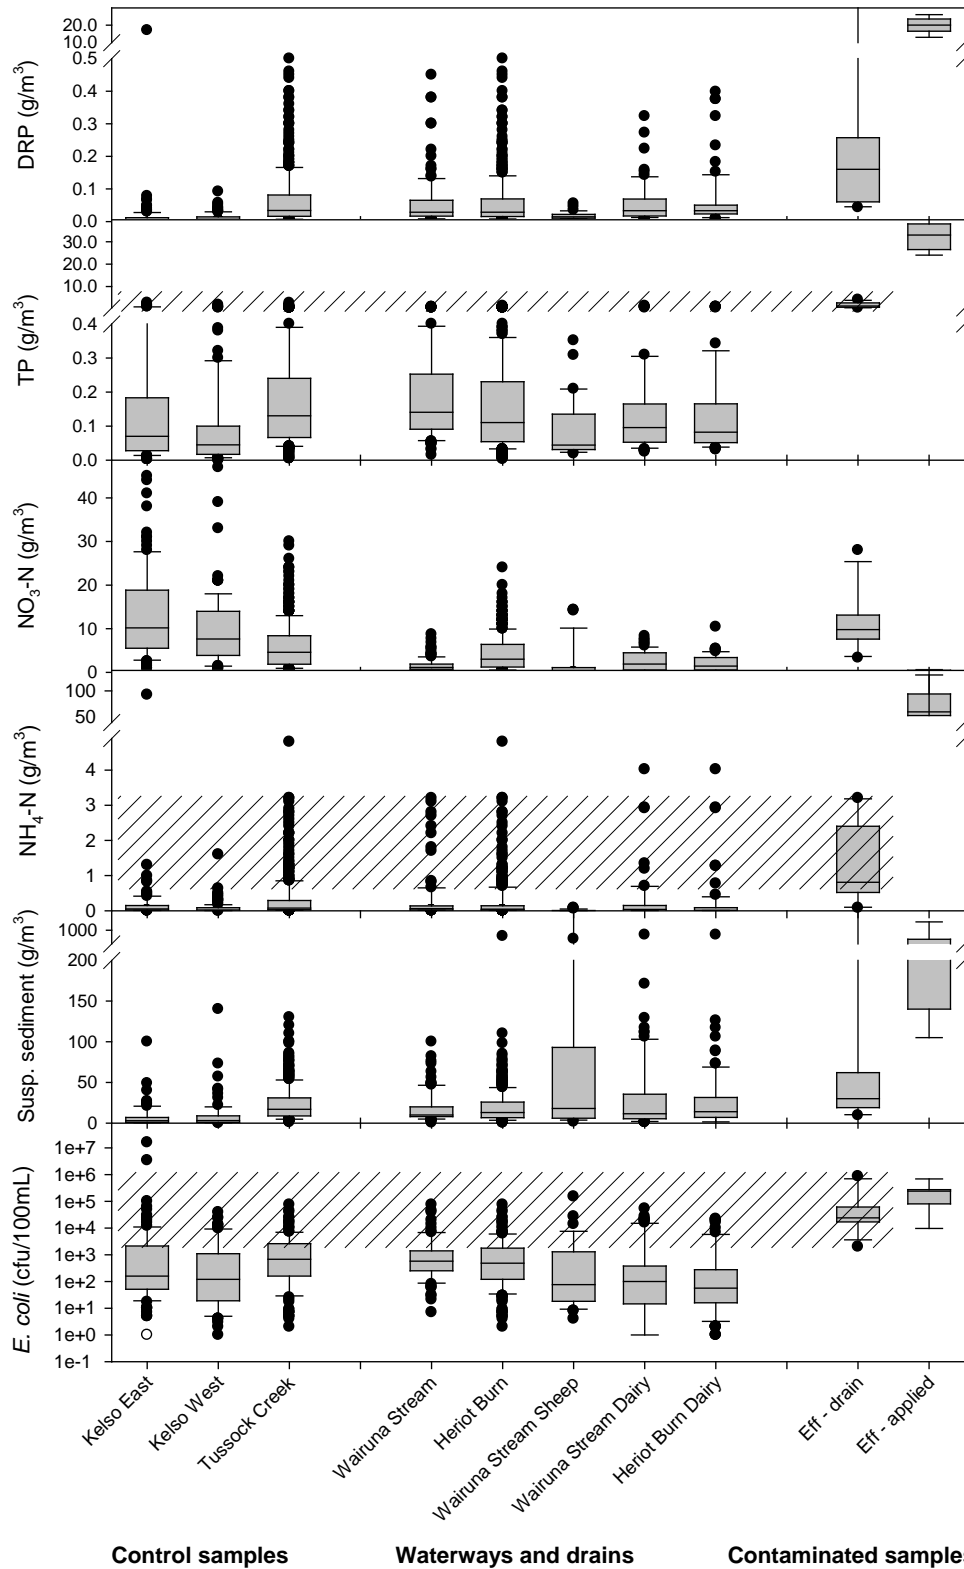 DRP (g/m³)
20.0
10.0
0.5
0.4
0.3
0.2
0.1
0.0
TP (g/m³)
30.0
20.0
10.0
0.4
0.3
0.2
0.1
0.0
NO₃-N (g/m³)
40
30
20
10
0
NH₄-N (g/m³)
100
50
4
3
2
1
0
Susp. sediment (g/m³)
1000
200
150
100
50
0
E. coli (cfu/100mL)
1e+7
1e+6
1e+5
1e+4
1e+3
1e+2
1e+1
1e+0
1e-1
Kelso East
Kelso West
Tussock Creek
Wairuna Stream
Heriot Burn
Wairuna Stream Sheep
Wairuna Stream Dairy
Heriot Burn Dairy
Eff - drain
Eff - applied
Control samples
Waterways and drains
Contaminated samples